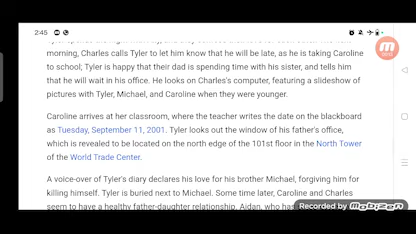 2:45
morning, Charles calls Tyler to let him know that he will be late, as he is taking Caroline
to school; Tyler is happy that their dad is spending time with his sister, and tells him
that he will wait in his office. He looks on Charles's computer, featuring a slideshow of
pictures with Tyler, Michael, and Caroline when they were younger.
Caroline arrives at her classroom, where the teacher writes the date on the blackboard
as Tuesday, September 11, 2001. Tyler looks out the window of his father's office,
which is revealed to be located on the north edge of the 101st floor in the North Tower
of the World Trade Center.
A voice-over of Tyler's diary declares his love for his brother Michael, forgiving him for
killing himself. Tyler is buried next to Michael. Some time later, Caroline and Charles
seem to have a healthy father-daughter relationship. Aidan, who has
Recorded by mobizen